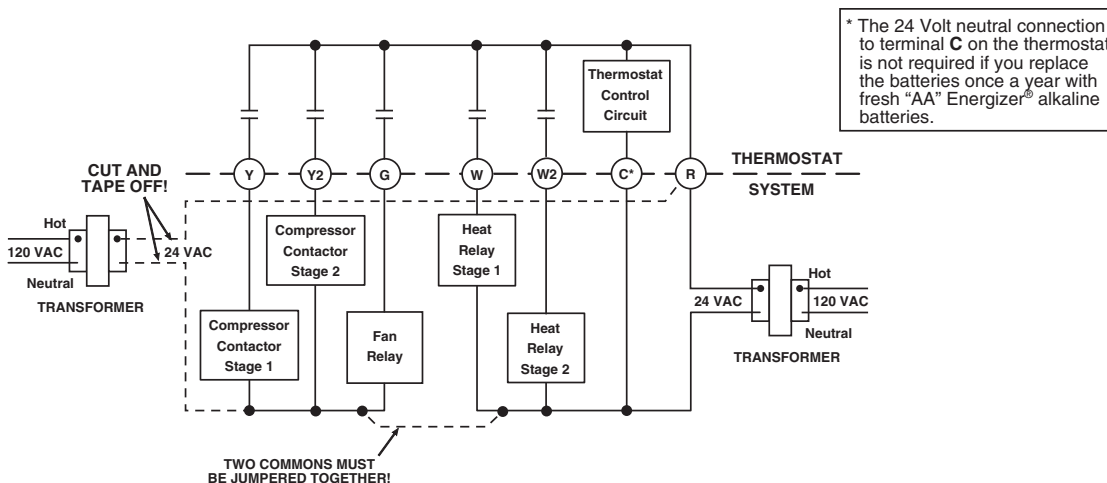 * The 24 Volt neutral connection
to terminal C on the thermostat
is not required if you replace
the batteries once a year with
fresh “AA” Energizer® alkaline
batteries.
Thermostat
Control
Circuit
CUT AND
TAPE OFF!
Y
Y2
G
W
W2
C*
R
THERMOSTAT
SYSTEM
Hot
120 VAC
24 VAC
Neutral
TRANSFORMER
Compressor
Contactor
Stage 2
Heat
Relay
Stage 1
Compressor
Contactor
Stage 1
Fan
Relay
Heat
Relay
Stage 2
24 VAC
Hot
120 VAC
Neutral
TRANSFORMER
TWO COMMONS MUST
BE JUMPERED TOGETHER!